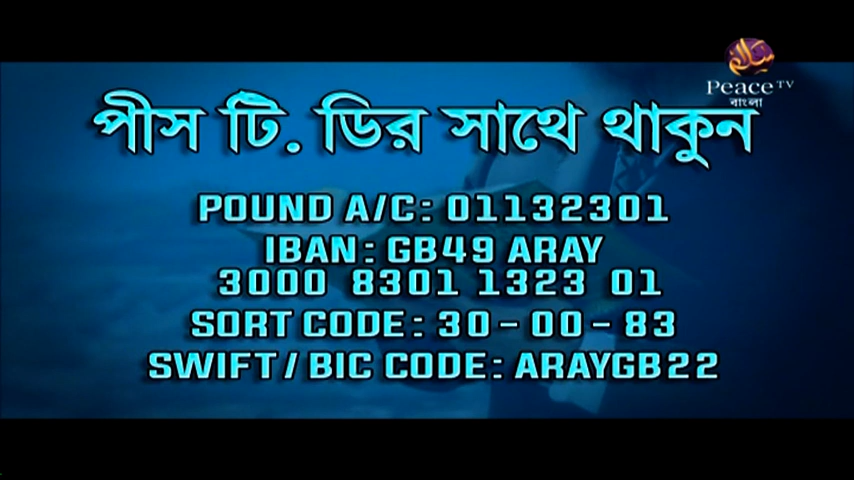 Peace TV
বাংলা
পীস টি. ভির সাথে থাকুন
POUND A/C: 01132301
IBAN: GB49 ARAY
3000 8301 1323 01
SORT CODE: 30-00-83
SWIFT/ BIC CODE: ARAYGB22